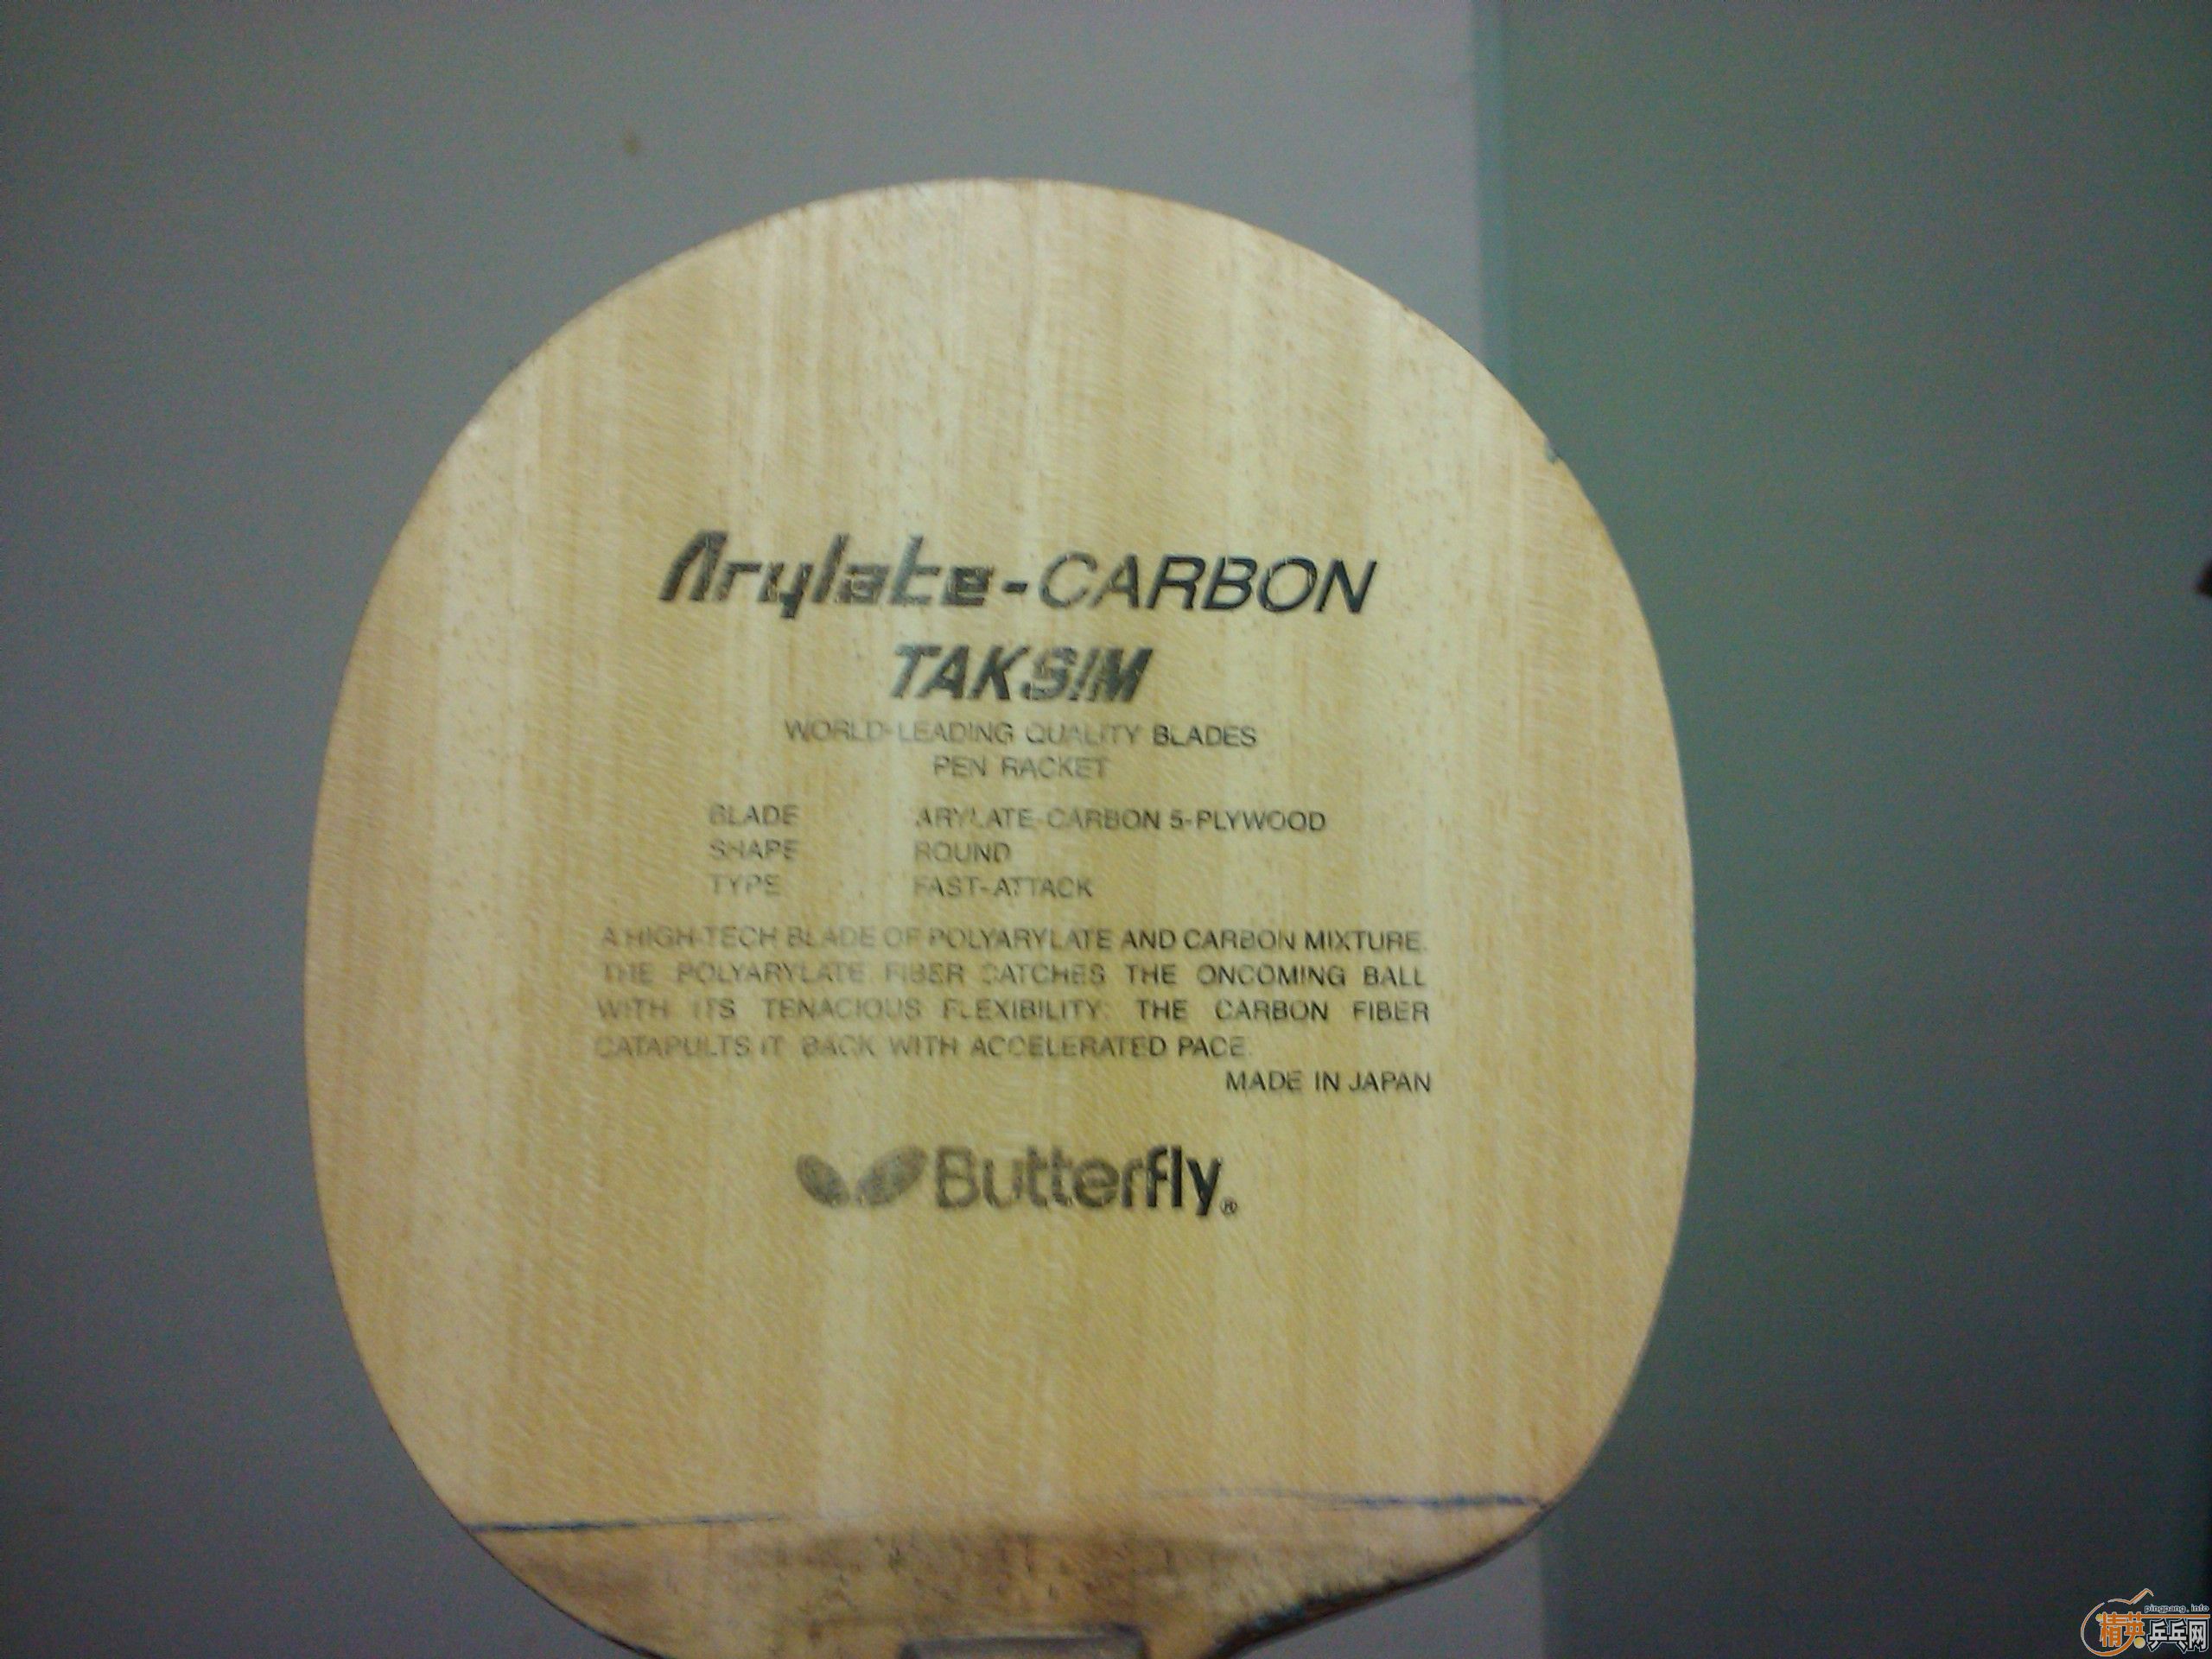 Arylate-CARBON
TAKSIM
WORLD-LEADING QUALITY BLADES
PEN RACKET
BLADE ARYLATE-CARBON 5-PLYWOOD
SHAPE ROUND
TYPE FAST-ATTACK
A HIGH-TECH BLADE OF POLYARYLATE AND CARBON MIXTURE.
THE POLYARYLATE FIBER CATCHES THE ONCOMING BALL
WITH ITS TENACIOUS FLEXIBILITY: THE CARBON FIBER
CATAPULTS IT BACK WITH ACCELERATED PACE.
MADE IN JAPAN
Butterfly®
pingpang.info
精英乒乓网